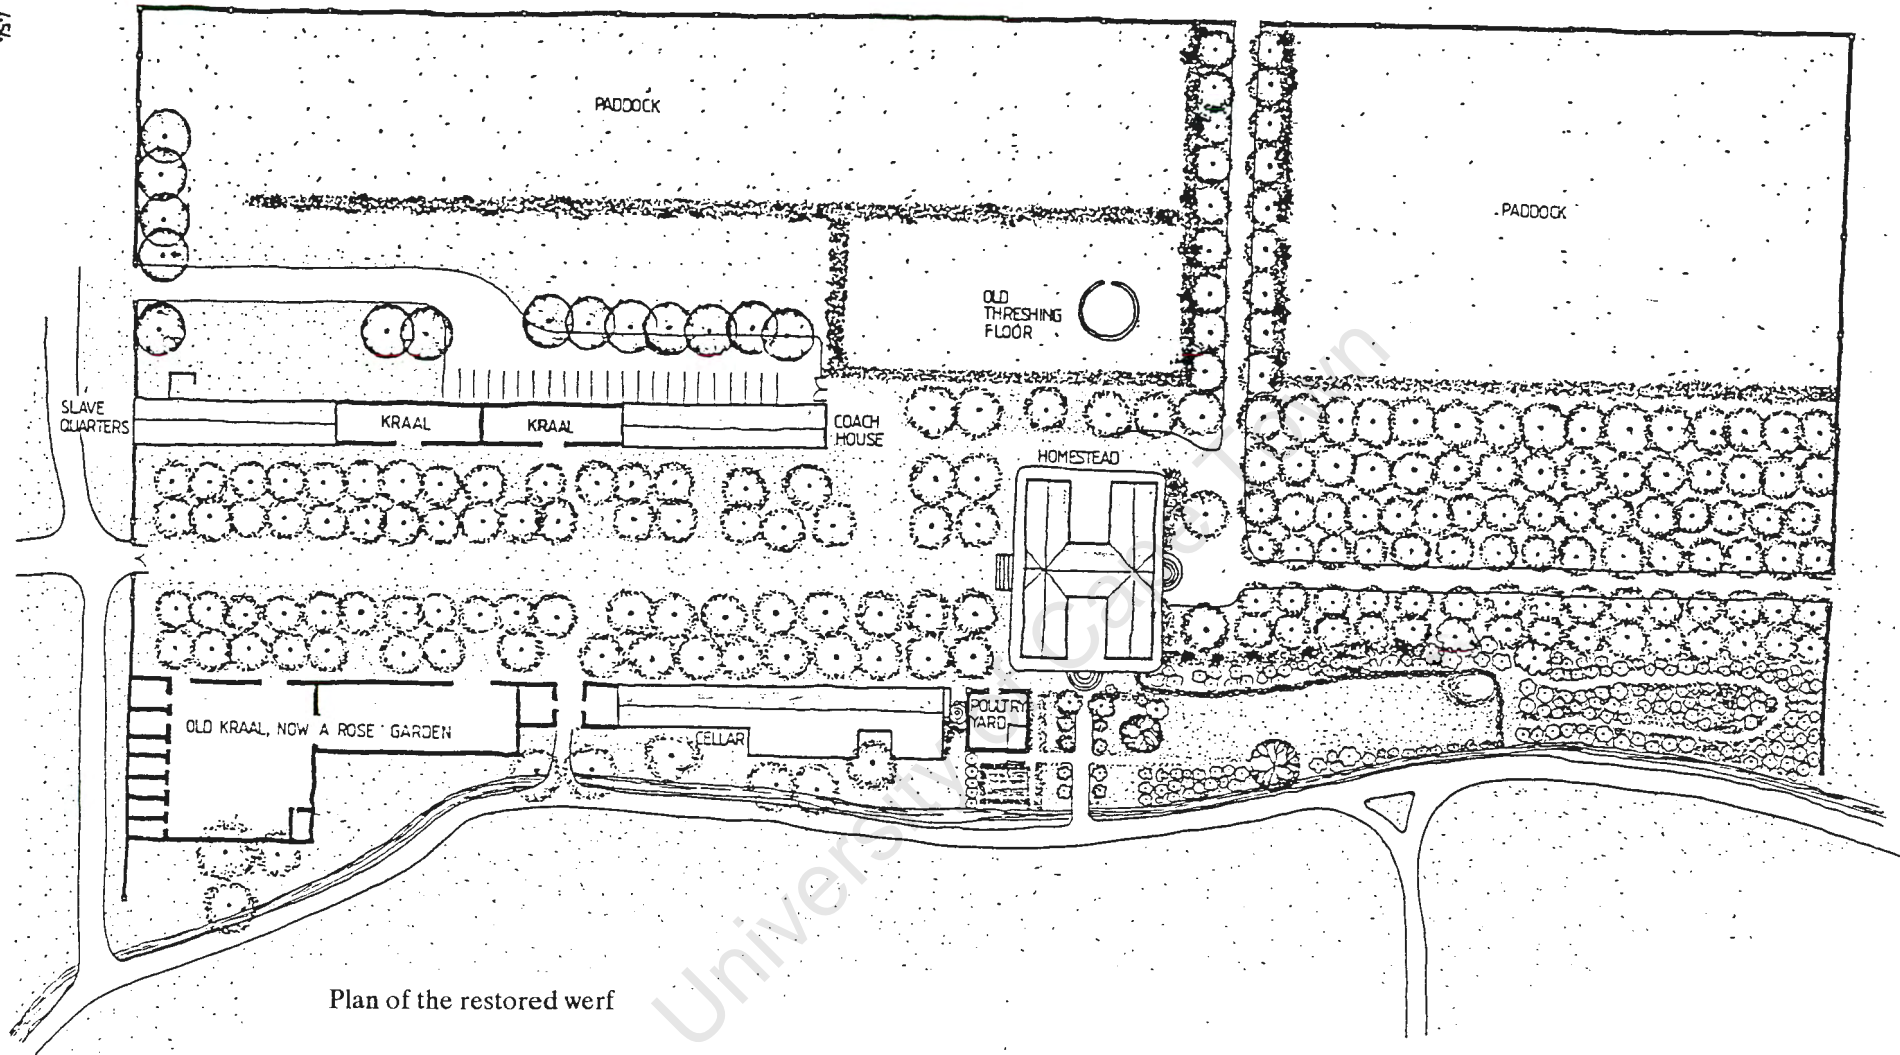 PADDOCK
PADDOCK
OLD
THRESHING
FLOOR
SLAVE
QUARTERS
KRAAL
KRAAL
COACH
HOUSE
HOMESTEAD
OLD KRAAL, NOW A ROSE GARDEN
CELLAR
POULTRY
YARD
Plan of the restored werf
University of Cape Town